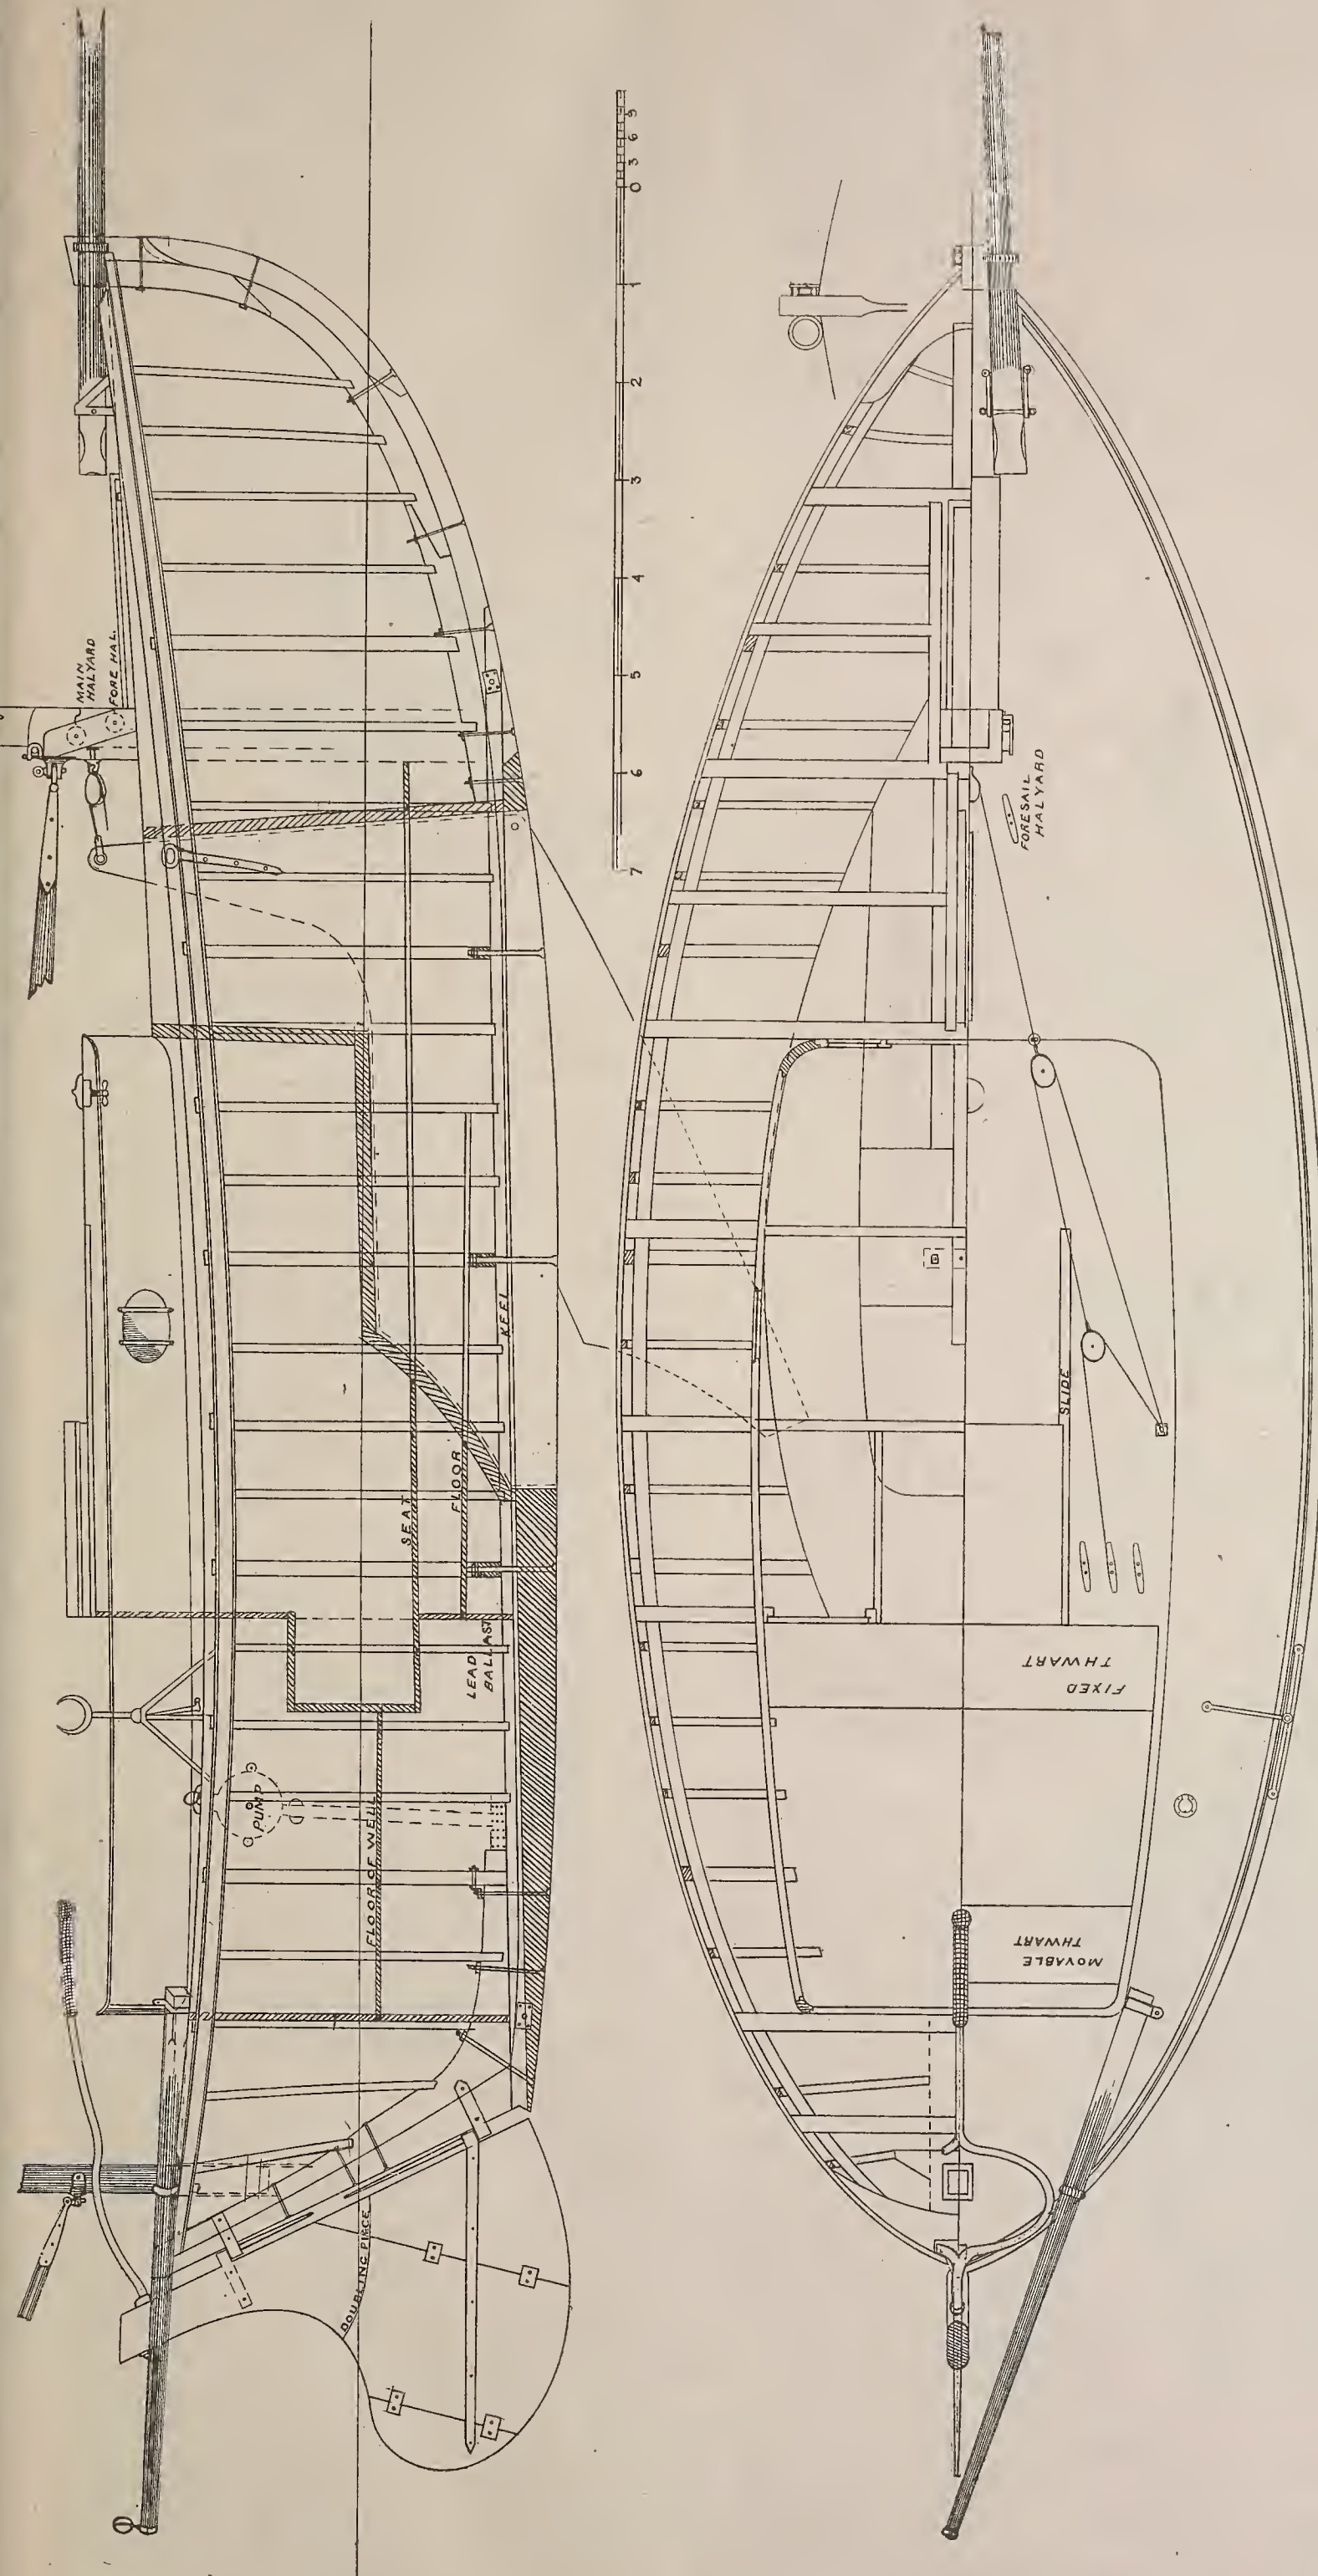 MAIN
HALYARD
FORE HAL.
9
6
3
0
1
2
3
4
5
6
7
FORESAIL
HALYARD
KEEL
SLIDE
FLOOR
SEAT
LEAD
BALLAST
FIXED
THWART
PUMP
FLOOR OF WELL
MOVABLE
THWART
DOUBLING PIECE